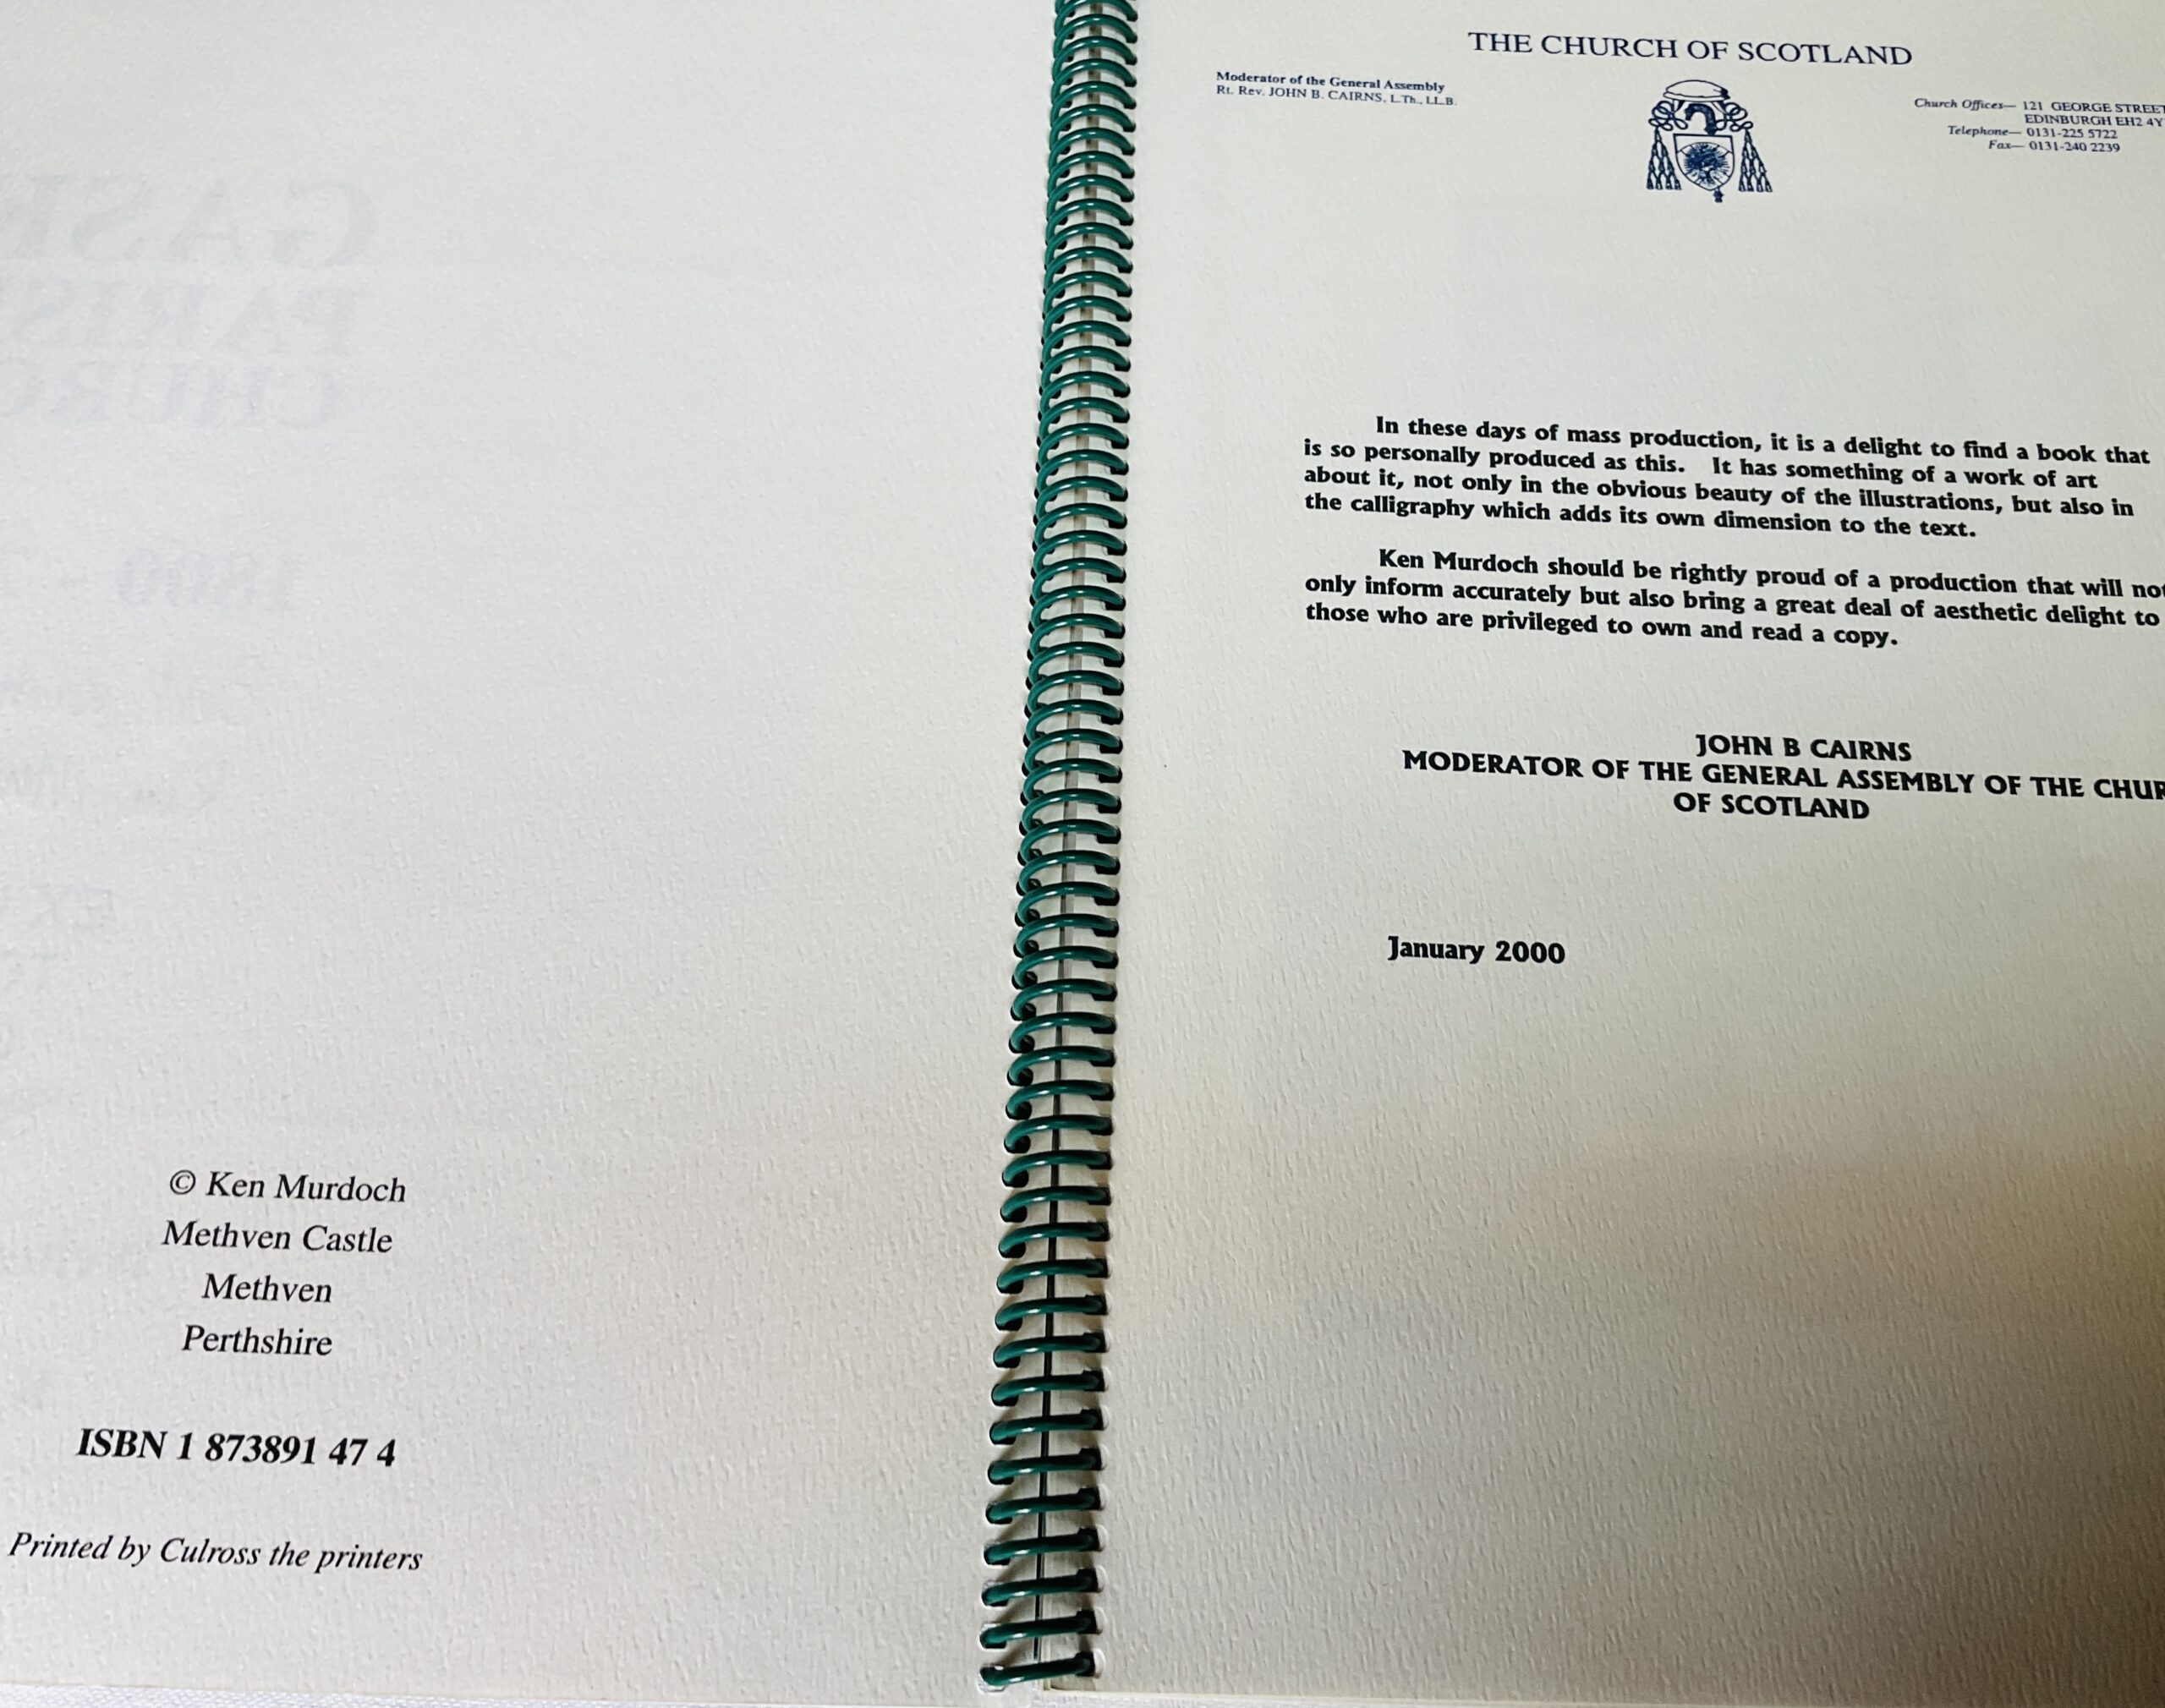 © Ken Murdoch
Methven Castle
Methven
Perthshire
ISBN 1 873891 47 4
Printed by Culross the printers
THE CHURCH OF SCOTLAND
Moderator of the General Assembly
Rt. Rev. JOHN B. CAIRNS, L.Th., LL.B.
Church Offices— 121 GEORGE STREET
EDINBURGH EH2 4Y
Telephone— 0131-225 5722
Fax— 0131-240 2239
In these days of mass production, it is a delight to find a book that
is so personally produced as this. It has something of a work of art
about it, not only in the obvious beauty of the illustrations, but also in
the calligraphy which adds its own dimension to the text.
Ken Murdoch should be rightly proud of a production that will not
only inform accurately but also bring a great deal of aesthetic delight to
those who are privileged to own and read a copy.
JOHN B CAIRNS
MODERATOR OF THE GENERAL ASSEMBLY OF THE CHUR
OF SCOTLAND
January 2000